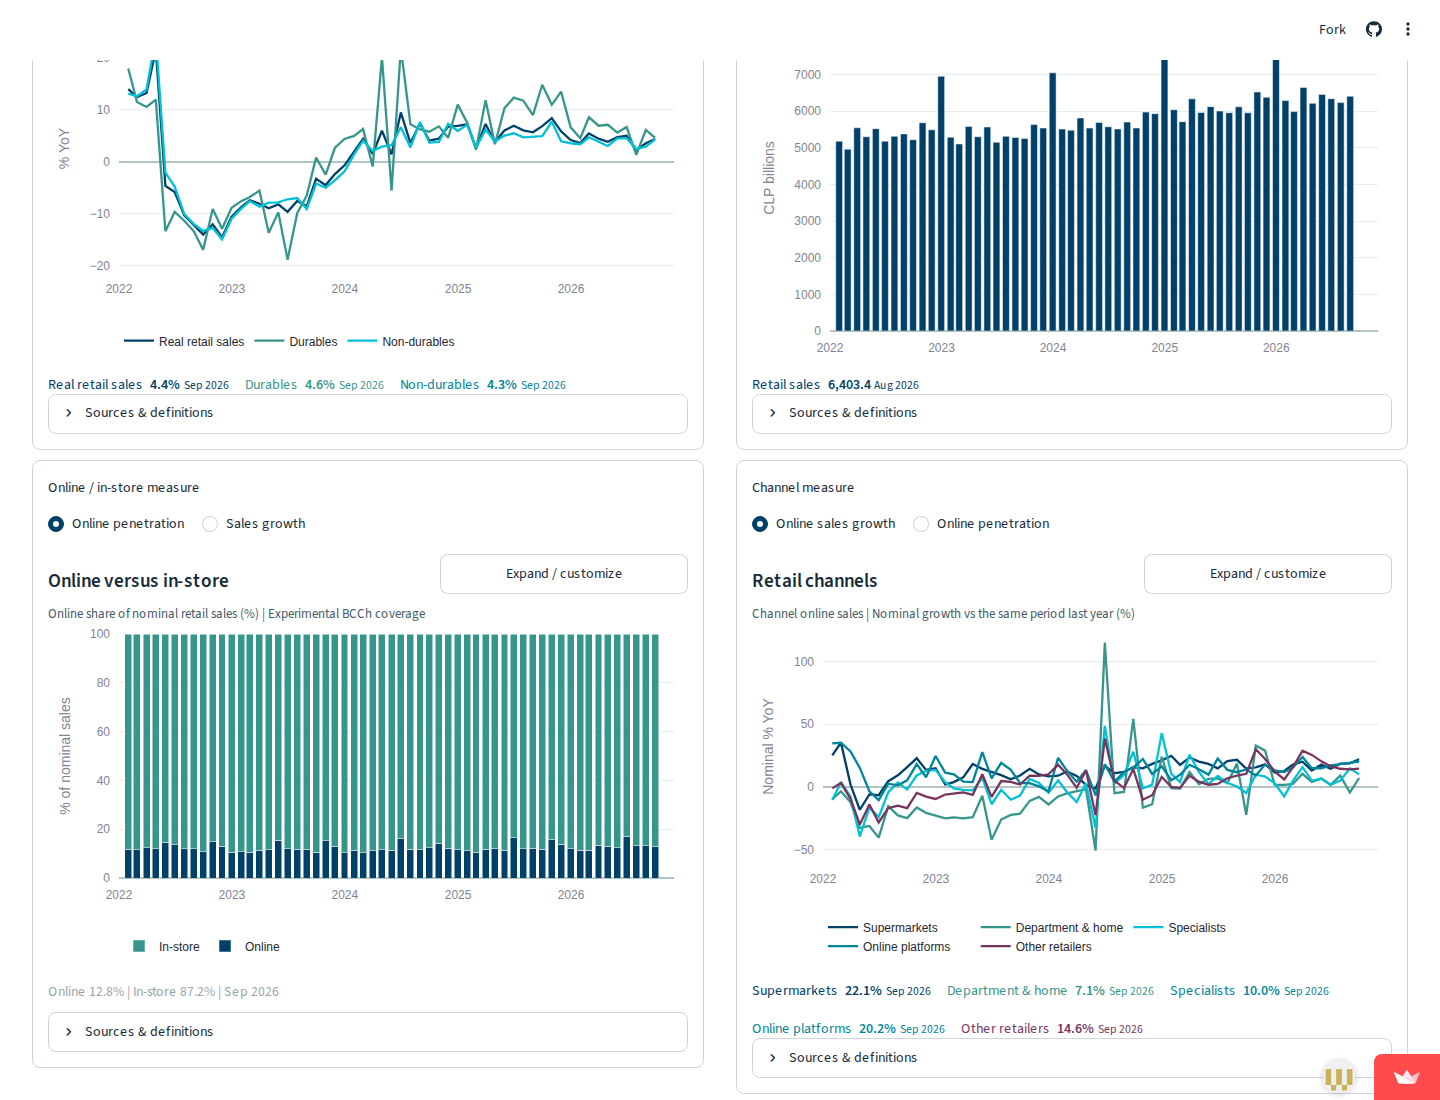 Fork
20
10
0
−10
−20
% YoY
2022 2023 2024 2025 2026
Real retail sales Durables Non-durables
Real retail sales 4.4% Sep 2026 Durables 4.6% Sep 2026 Non-durables 4.3% Sep 2026
Sources & definitions
7000
6000
5000
4000
3000
2000
1000
0
CLP billions
2022 2023 2024 2025 2026
Retail sales 6,403.4 Aug 2026
Sources & definitions
Online / in-store measure
Online penetration Sales growth
Online versus in-store
Expand / customize
Online share of nominal retail sales (%) | Experimental BCCh coverage
100
80
60
40
20
0
% of nominal sales
2022 2023 2024 2025 2026
In-store Online
Online 12.8% | In-store 87.2% | Sep 2026
Sources & definitions
Channel measure
Online sales growth Online penetration
Retail channels
Expand / customize
Channel online sales | Nominal growth vs the same period last year (%)
100
50
0
−50
Nominal % YoY
2022 2023 2024 2025 2026
Supermarkets Department & home Specialists
Online platforms Other retailers
Supermarkets 22.1% Sep 2026 Department & home 7.1% Sep 2026 Specialists 10.0% Sep 2026
Online platforms 20.2% Sep 2026 Other retailers 14.6% Sep 2026
Sources & definitions